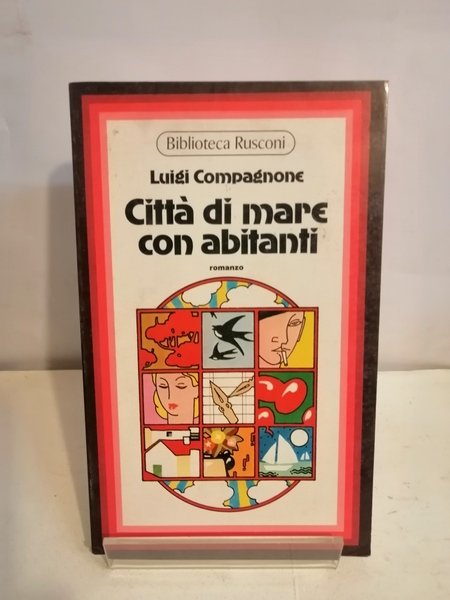 Biblioteca Rusconi
Luigi Compagnone
Città di mare
con abitanti
romanzo